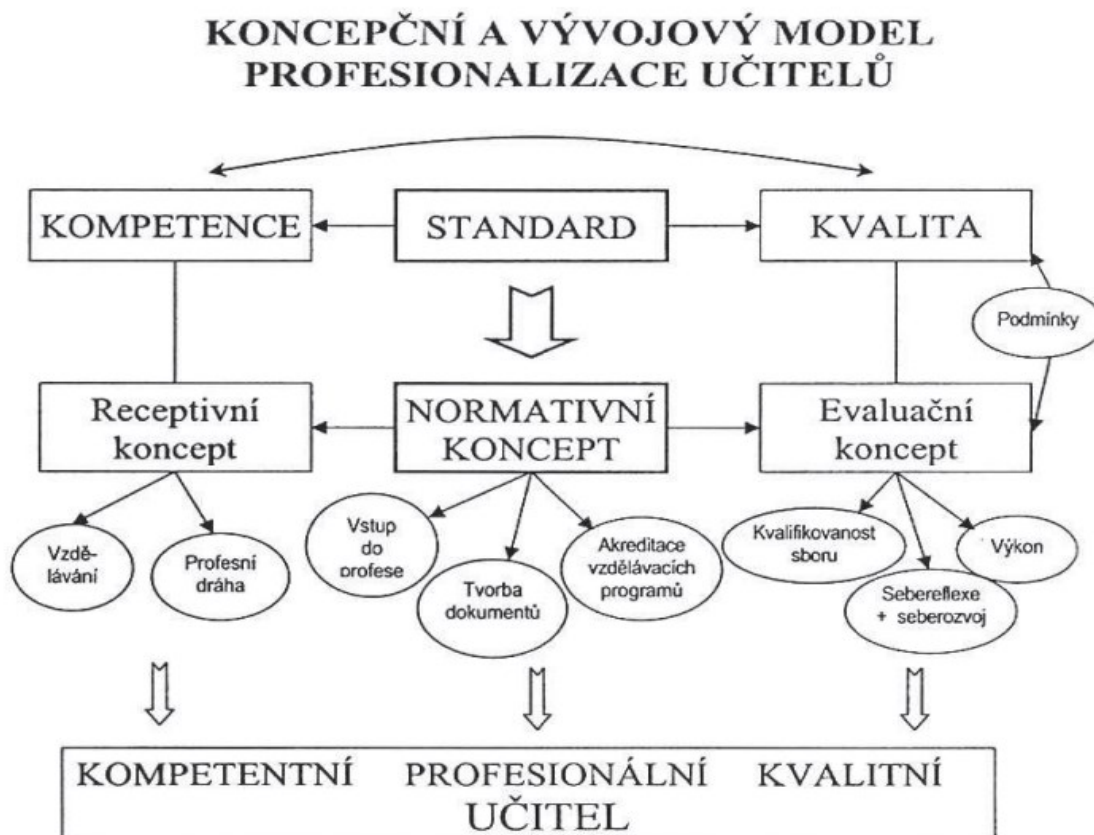 KONCEPČNÍ A VÝVOJOVÝ MODEL
PROFESIONALIZACE UČITELŮ
KOMPETENCE
STANDARD
KVALITA
Podmínky
Receptivní
koncept
NORMATIVNÍ
KONCEPT
Evaluační
koncept
Vzdě-
lávání
Profesní
dráha
Vstup
do
profese
Tvorba
dokumentů
Akreditace
vzdělávacích
programů
Kvalifikovanost
sboru
Sebereflexe
+ seberozvoj
Výkon
KOMPETENTNÍ PROFESIONÁLNÍ KVALITNÍ
UČITEL